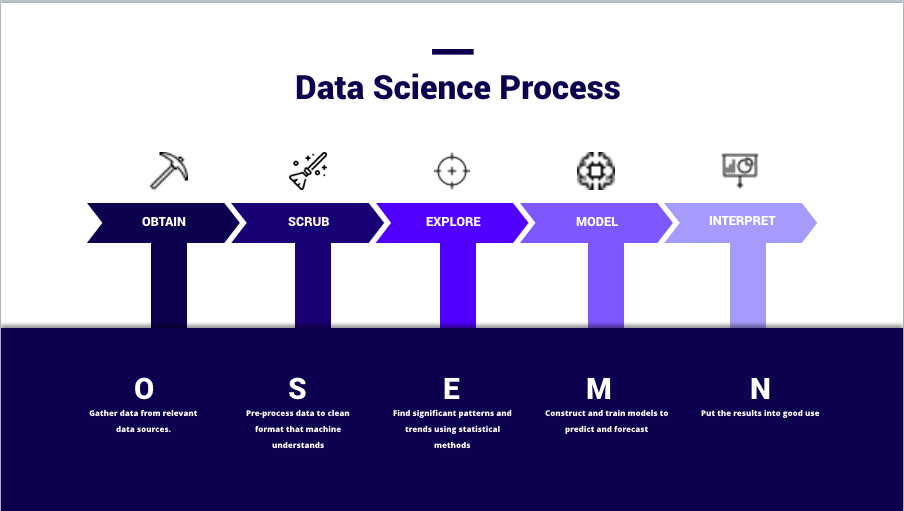 Data Science Process
OBTAIN
SCRUB
EXPLORE
MODEL
INTERPRET
O
Gather data from relevant
data sources.
S
Pre-process data to clean
format that machine
understands
E
Find significant patterns and
trends using statistical
methods
M
Construct and train models to
predict and forecast
N
Put the results into good use